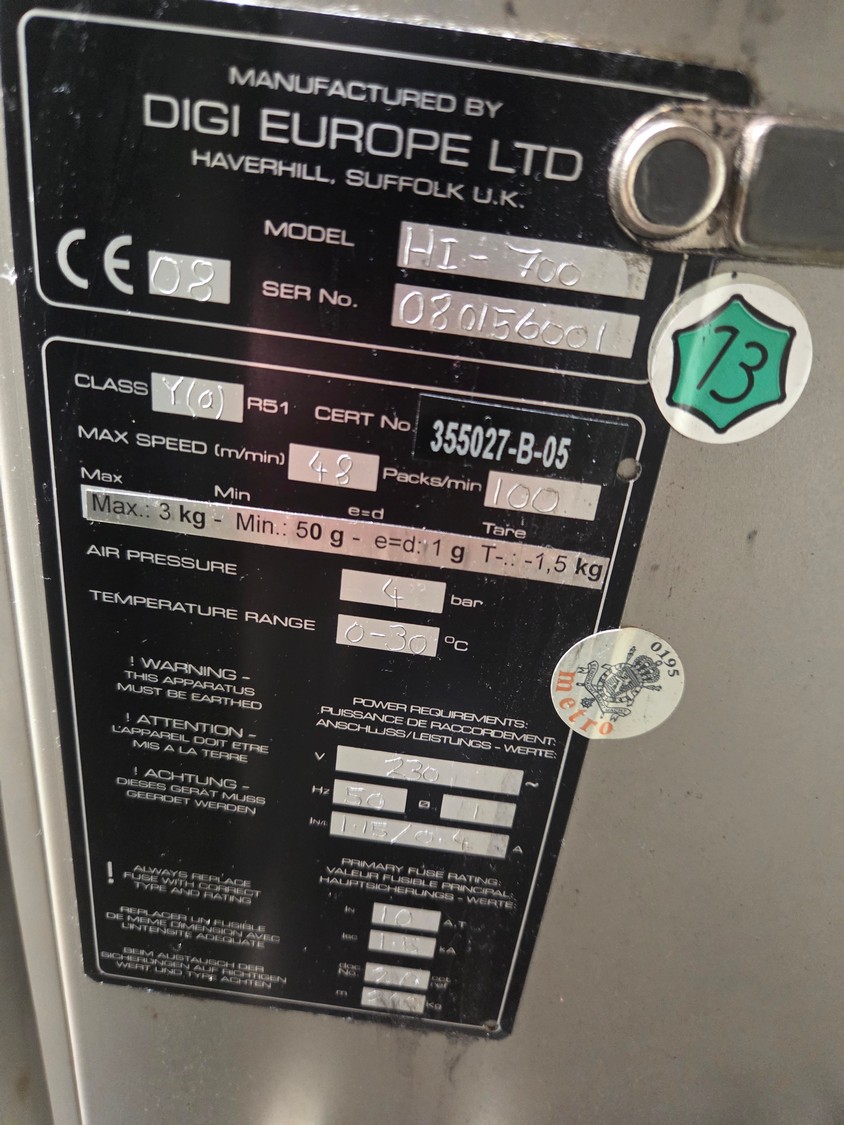 MANUFACTURED BY
DIGI EUROPE LTD
HAVERHILL, SUFFOLK U.K.
MODEL HI-700
CE 08 SER No. 080156001
13
CLASS Y(a) R51 CERT No. 355027-B-05
MAX SPEED (m/min) 48 Packs/min 100
Max Min e=d Tare
Max.: 3 kg - Min.: 50 g - e=d: 1 g T-.: -1,5 kg
AIR PRESSURE 4 bar
TEMPERATURE RANGE 0-30 °C
0195
metro
! WARNING -
THIS APPARATUS
MUST BE EARTHED
! ATTENTION -
L'APPAREIL DOIT ETRE
MIS A LA TERRE
! ACHTUNG -
DIESES GERÄT MUSS
GEERDET WERDEN
POWER REQUIREMENTS:
PUISSANCE DE RACCORDEMENT:
ANSCHLUSS/LEISTUNGS - WERTE:
V 230 ~
Hz 50 Ø 1
A
! ALWAYS REPLACE
FUSE WITH CORRECT
TYPE AND RATING
REPLACER UN FUSIBLE
DE MEME DIMENSION AVEC
L'INTENSITE ADEQUATE
BEIM AUSTAUSCH DER
SICHERUNGEN AUF RICHTIGEN
WERT UND TYPE ACHTEN
PRIMARY FUSE RATING:
VALEUR FUSIBLE PRINCIPAL:
HAUPTSICHERUNGS - WERTE:
IN 10 A.T
kA
doc
No.
m kg